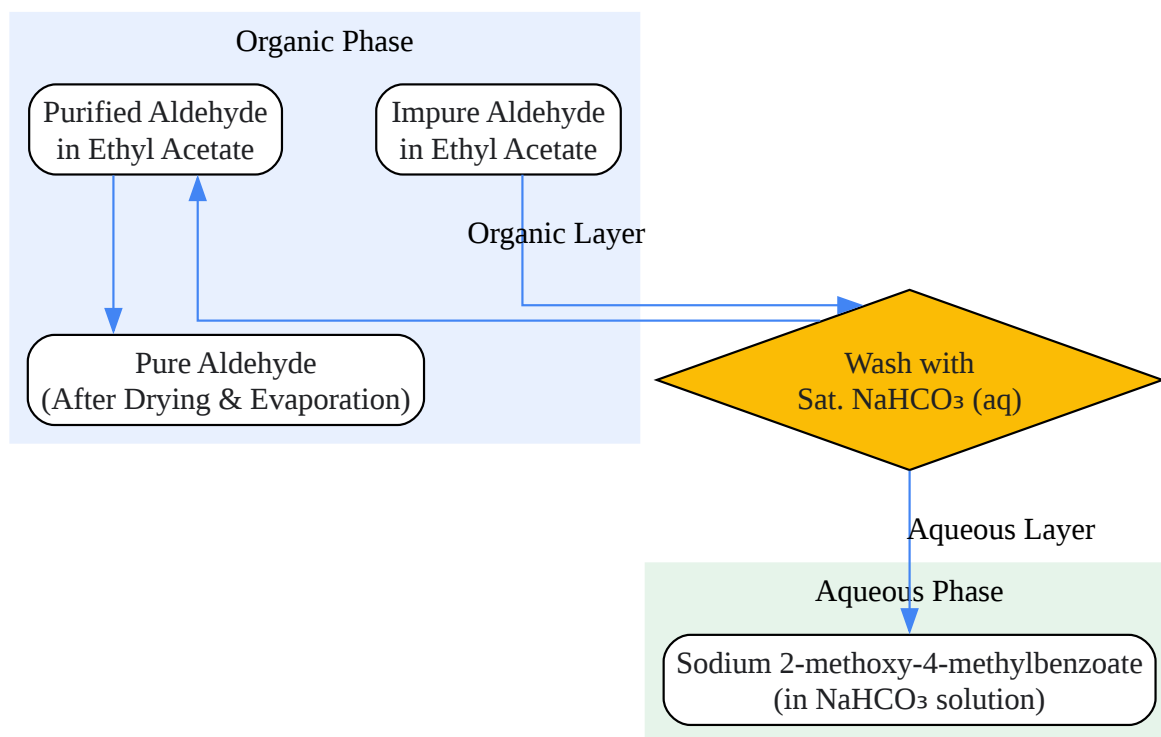 Organic Phase
Purified Aldehyde
in Ethyl Acetate
Impure Aldehyde
in Ethyl Acetate
Organic Layer
Pure Aldehyde
(After Drying & Evaporation)
Wash with
Sat. NaHCO₃ (aq)
Aqueous Layer
Aqueous Phase
Sodium 2-methoxy-4-methylbenzoate
(in NaHCO₃ solution)